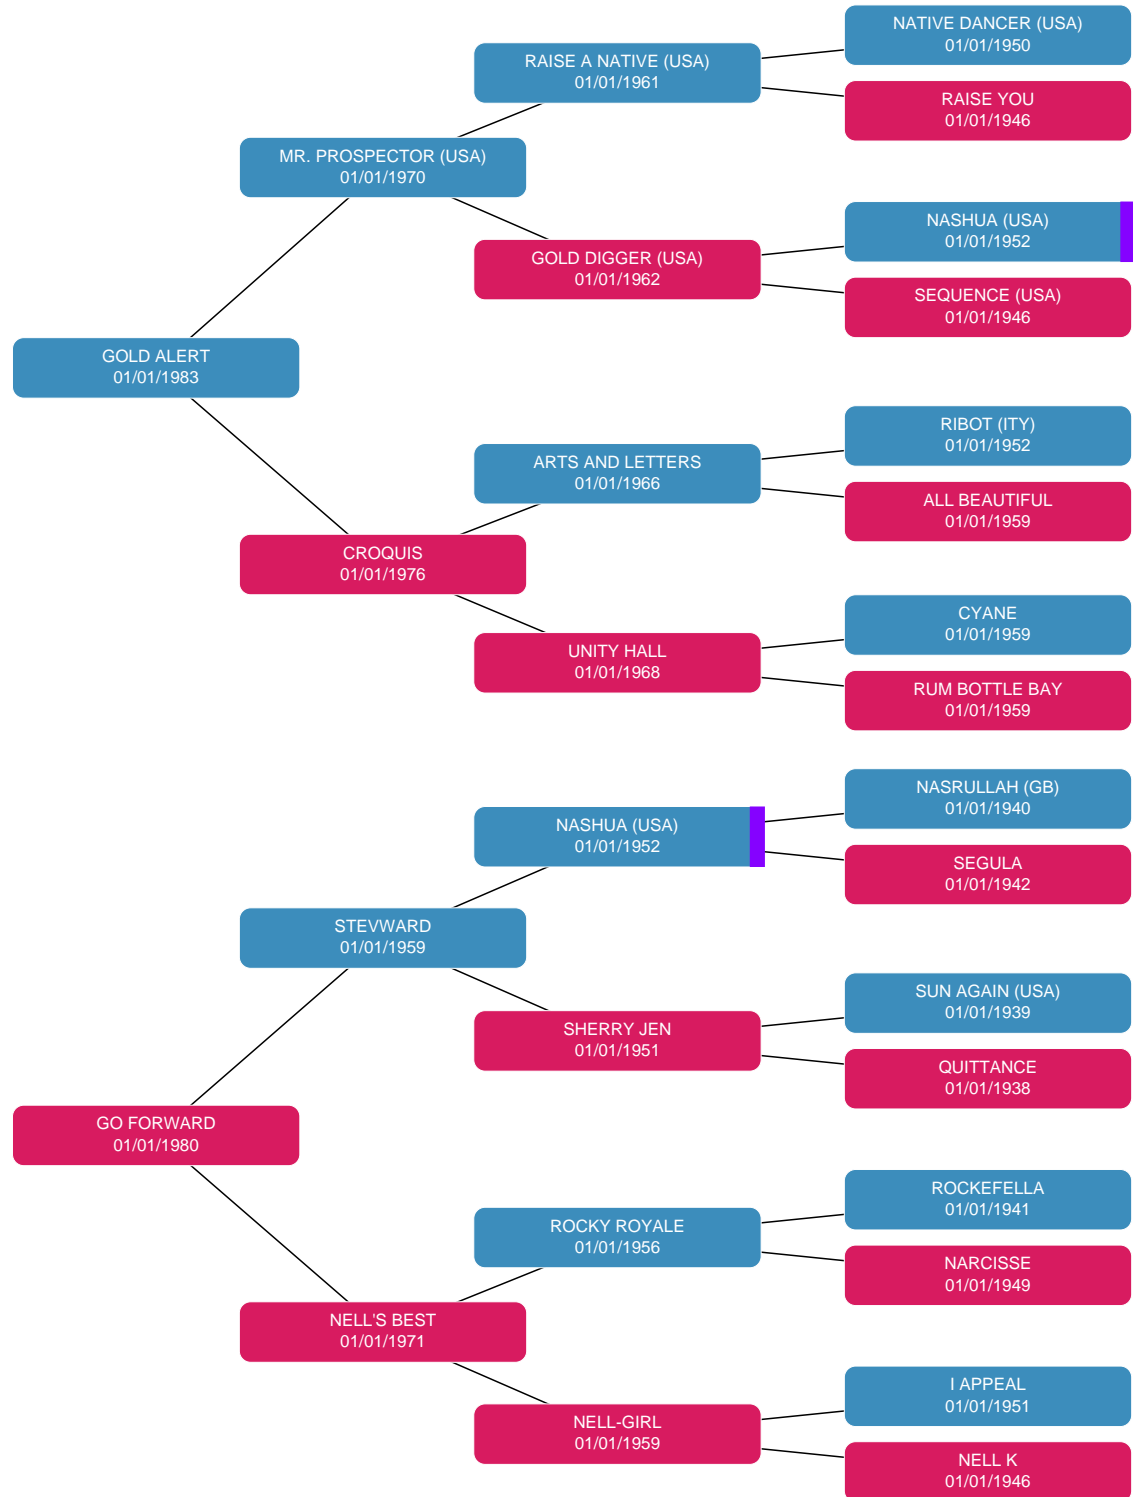 NATIVE DANCER (USA)
01/01/1950
RAISE A NATIVE (USA)
01/01/1961
RAISE YOU
01/01/1946
MR. PROSPECTOR (USA)
01/01/1970
NASHUA (USA)
01/01/1952
GOLD DIGGER (USA)
01/01/1962
SEQUENCE (USA)
01/01/1946
GOLD ALERT
01/01/1983
RIBOT (ITY)
01/01/1952
ARTS AND LETTERS
01/01/1966
ALL BEAUTIFUL
01/01/1959
CROQUIS
01/01/1976
CYANE
01/01/1959
UNITY HALL
01/01/1968
RUM BOTTLE BAY
01/01/1959
NASRULLAH (GB)
01/01/1940
NASHUA (USA)
01/01/1952
SEGULA
01/01/1942
STEVWARD
01/01/1959
SUN AGAIN (USA)
01/01/1939
SHERRY JEN
01/01/1951
QUITTANCE
01/01/1938
GO FORWARD
01/01/1980
ROCKEFELLA
01/01/1941
ROCKY ROYALE
01/01/1956
NARCISSE
01/01/1949
NELL'S BEST
01/01/1971
I APPEAL
01/01/1951
NELL-GIRL
01/01/1959
NELL K
01/01/1946